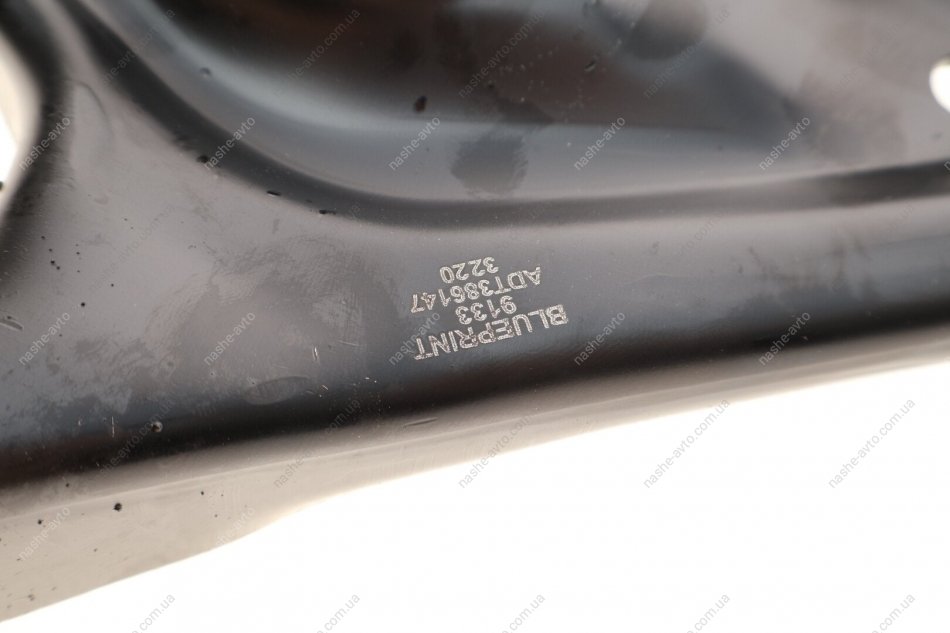 BLUEPRINT
9133
ADT386147
3220
nashe-avto.com.ua